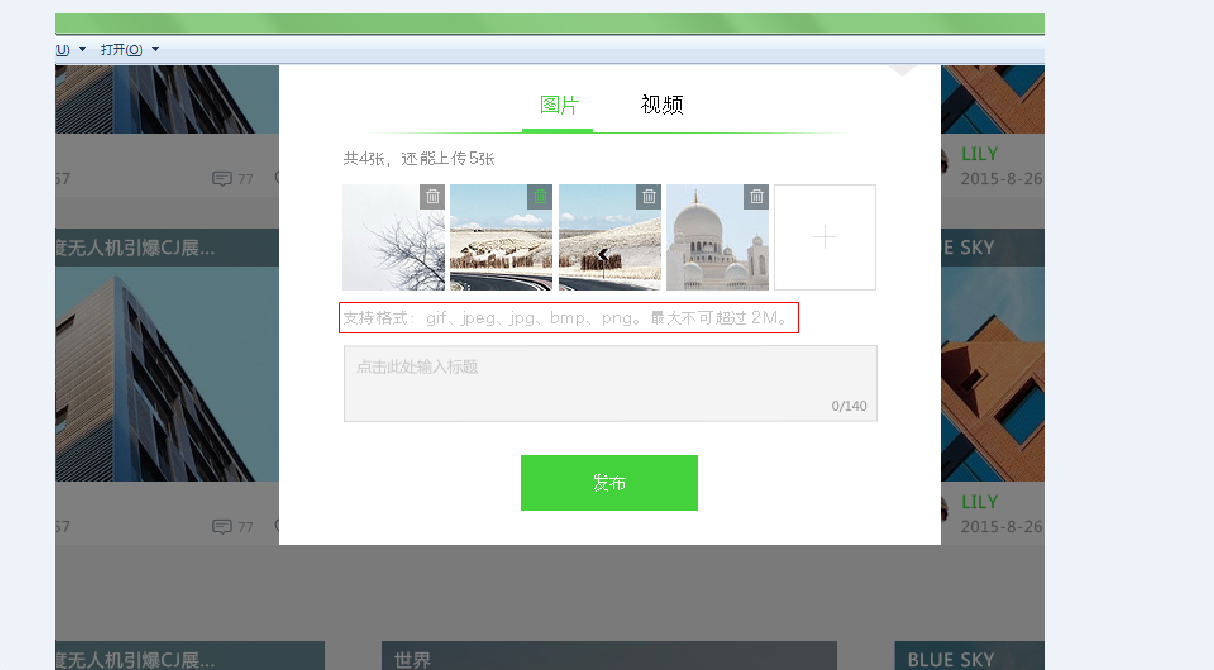 (U) 打开(O)
图片 视频
共4张，还能上传5张
LILY
57 77 2015-8-26
度无人机引爆CJ展... E SKY
支持格式：gif、jpeg、jpg、bmp、png。最大不可超过2M。
点击此处输入标题
0/140
发布
LILY
57 77 2015-8-26
度无人机引爆CJ展... 世界 BLUE SKY